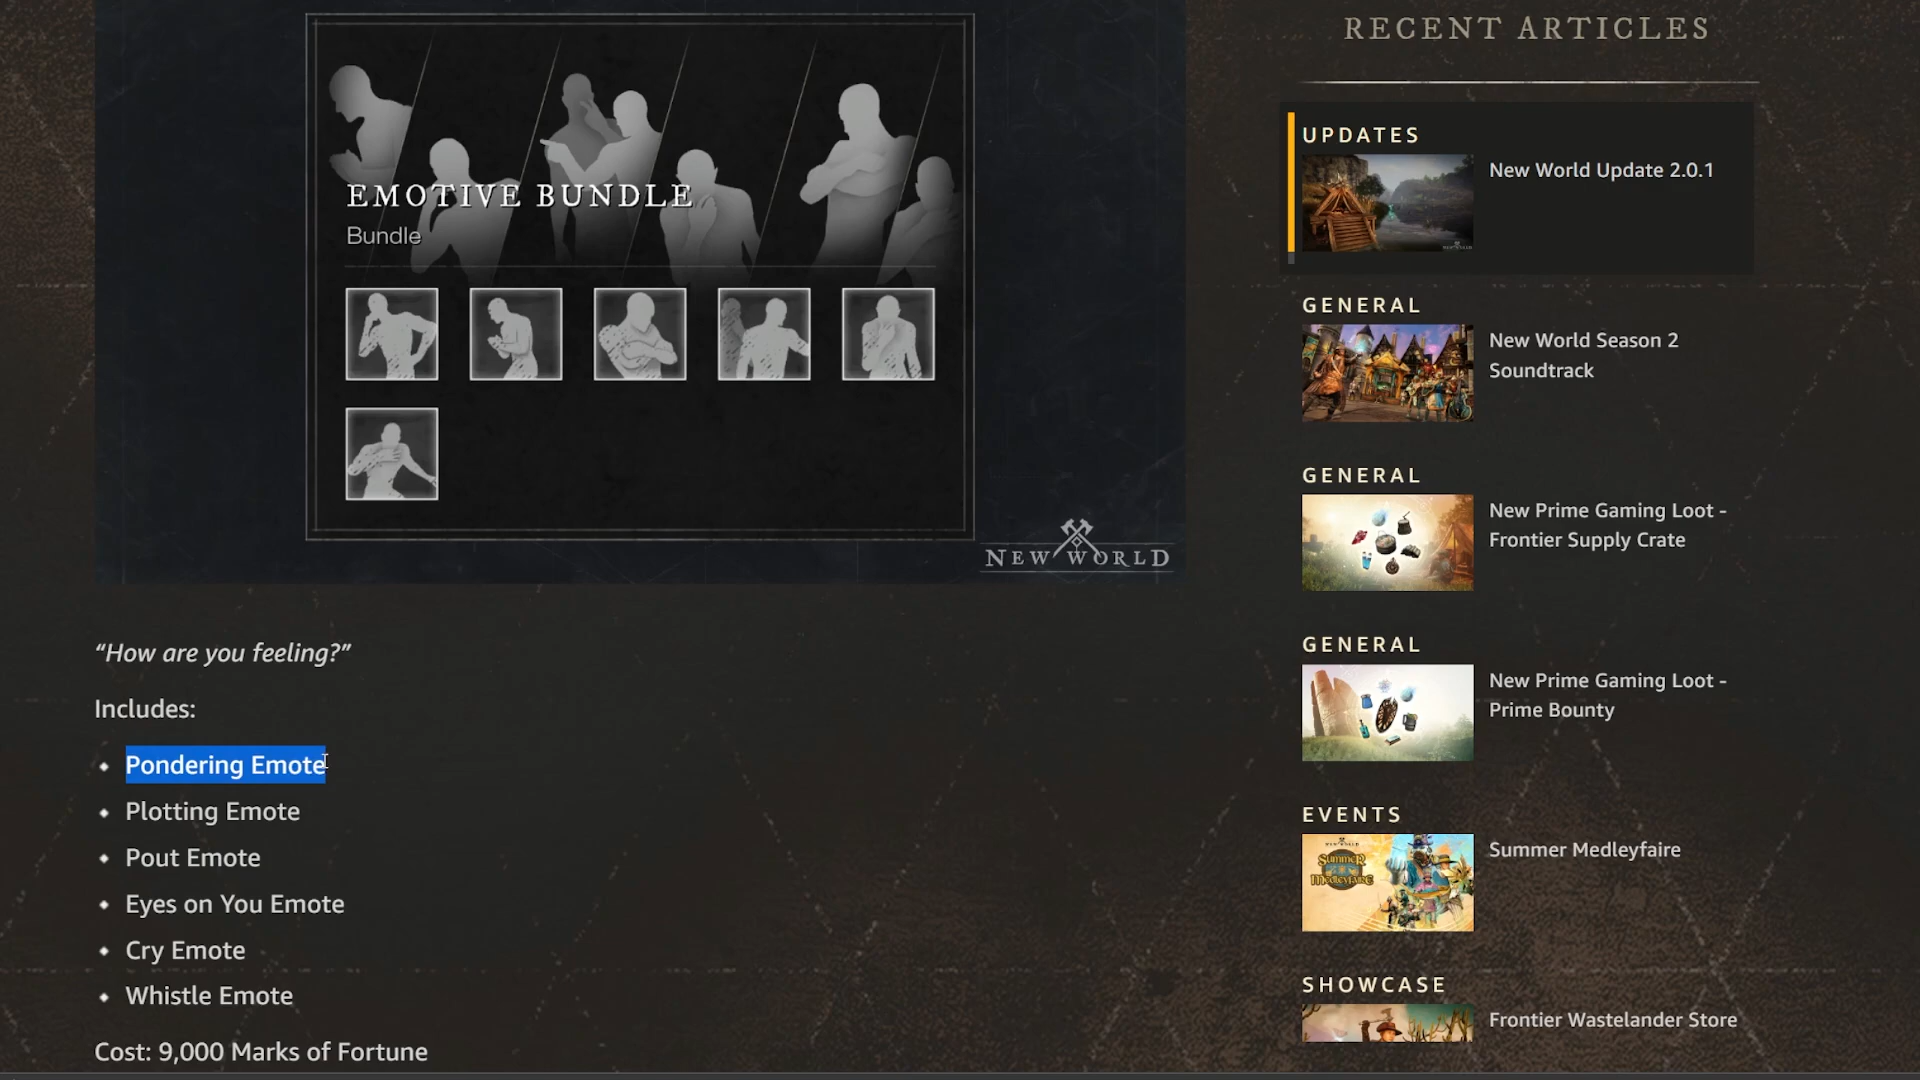 EMOTIVE BUNDLE
Bundle
NEW WORLD
“How are you feeling?”
Includes:
Pondering Emote
Plotting Emote
Pout Emote
Eyes on You Emote
Cry Emote
Whistle Emote
Cost: 9,000 Marks of Fortune
RECENT ARTICLES
UPDATES
New World Update 2.0.1
GENERAL
New World Season 2
Soundtrack
GENERAL
New Prime Gaming Loot -
Frontier Supply Crate
GENERAL
New Prime Gaming Loot -
Prime Bounty
EVENTS
SUMMER
MEDLEYFAIRE
Summer Medleyfaire
SHOWCASE
Frontier Wastelander Store